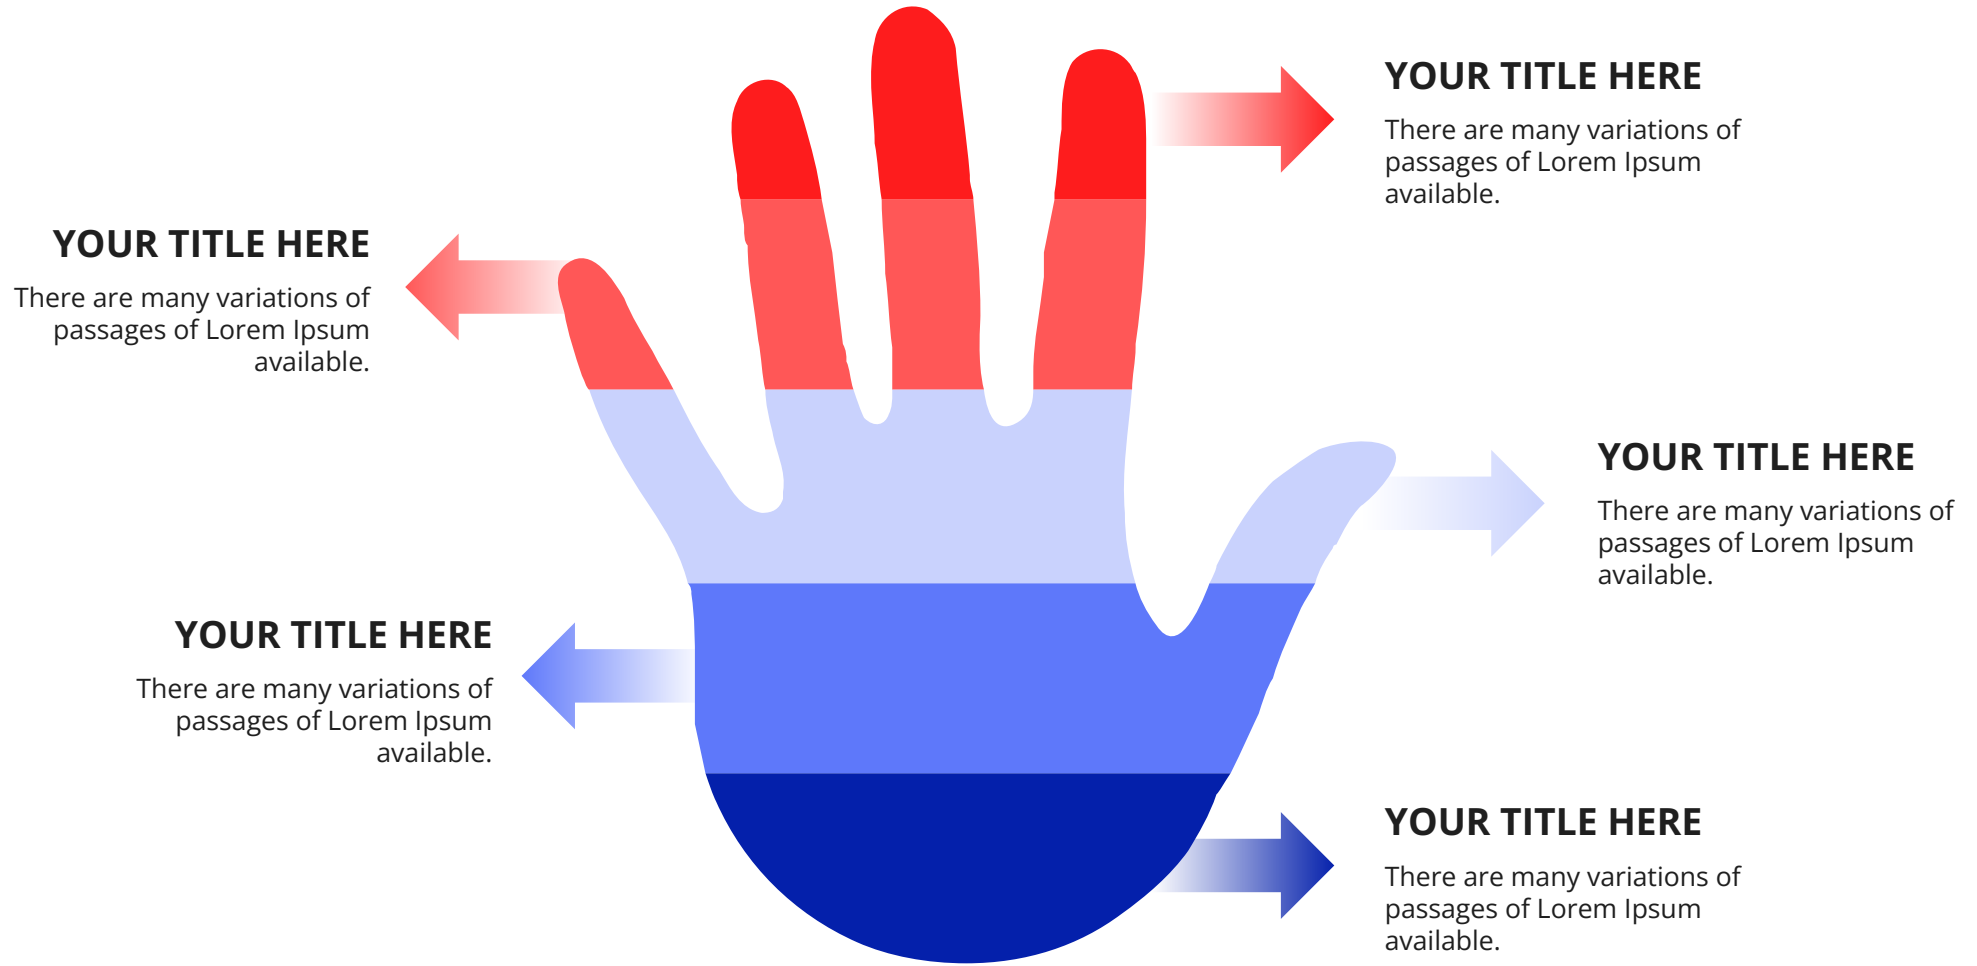 YOUR TITLE HERE
There are many variations of
passages of Lorem Ipsum
available.
YOUR TITLE HERE
There are many variations of
passages of Lorem Ipsum
available.
YOUR TITLE HERE
There are many variations of
passages of Lorem Ipsum
available.
YOUR TITLE HERE
There are many variations of
passages of Lorem Ipsum
available.
YOUR TITLE HERE
There are many variations of
passages of Lorem Ipsum
available.